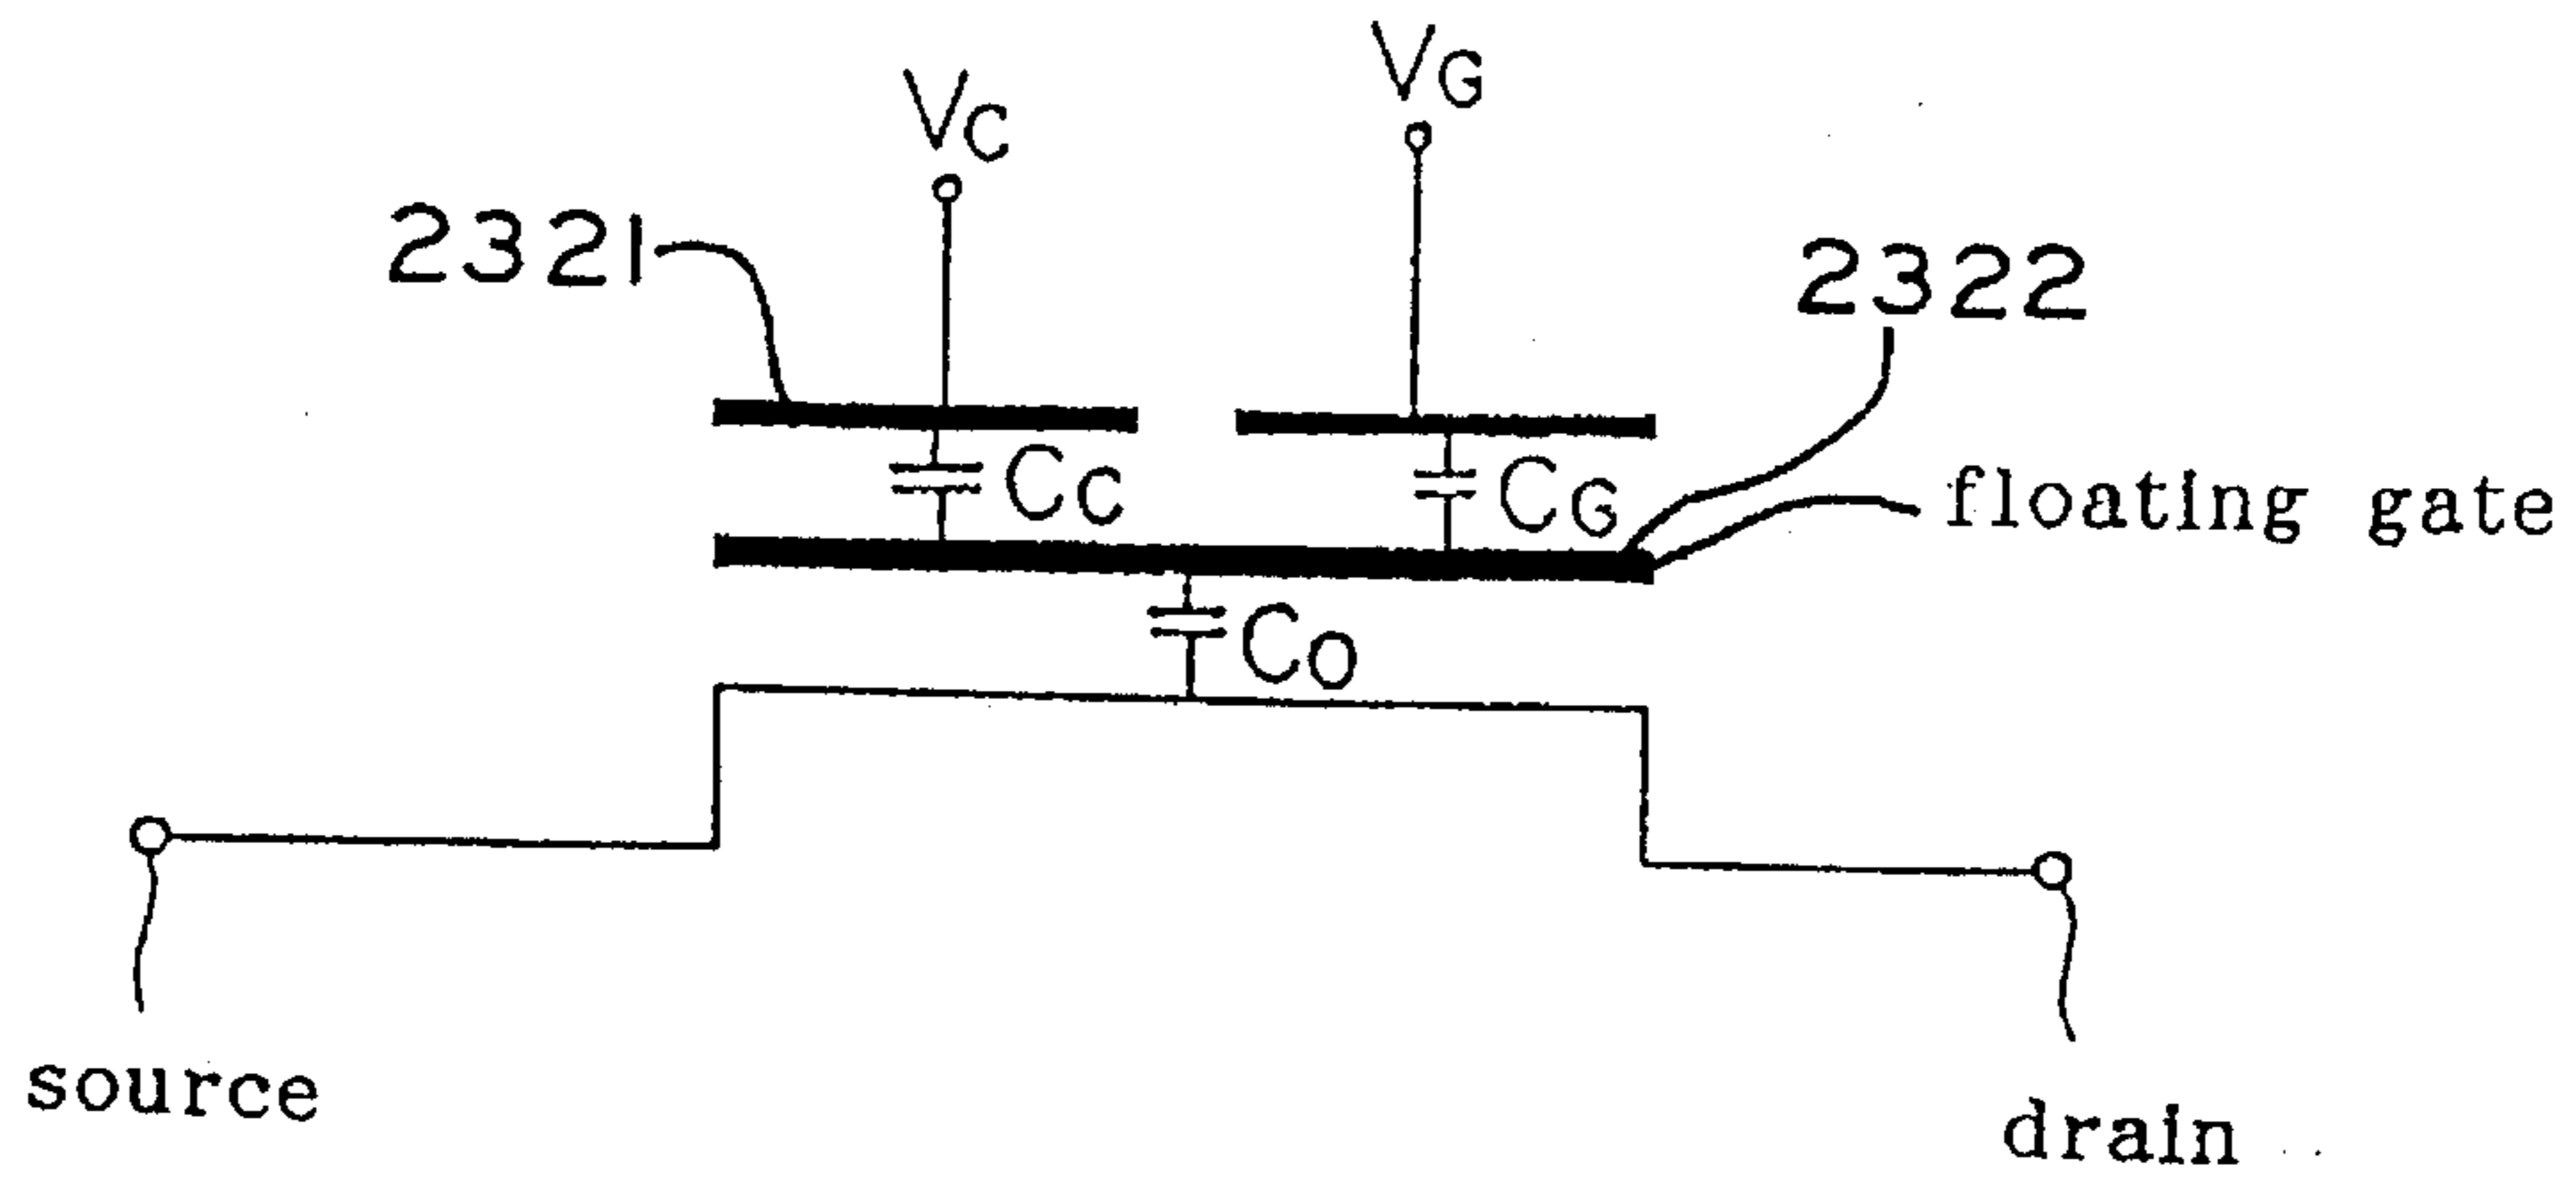 VG
VC
2321
2322
CC
CG
floating gate
CO
source
drain